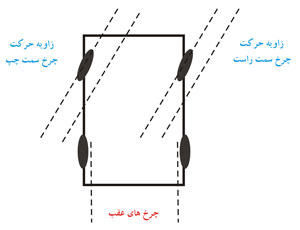 زاویه حرکت
چرخ سمت راست
زاویه حرکت
چرخ سمت چپ
چرخ های عقب